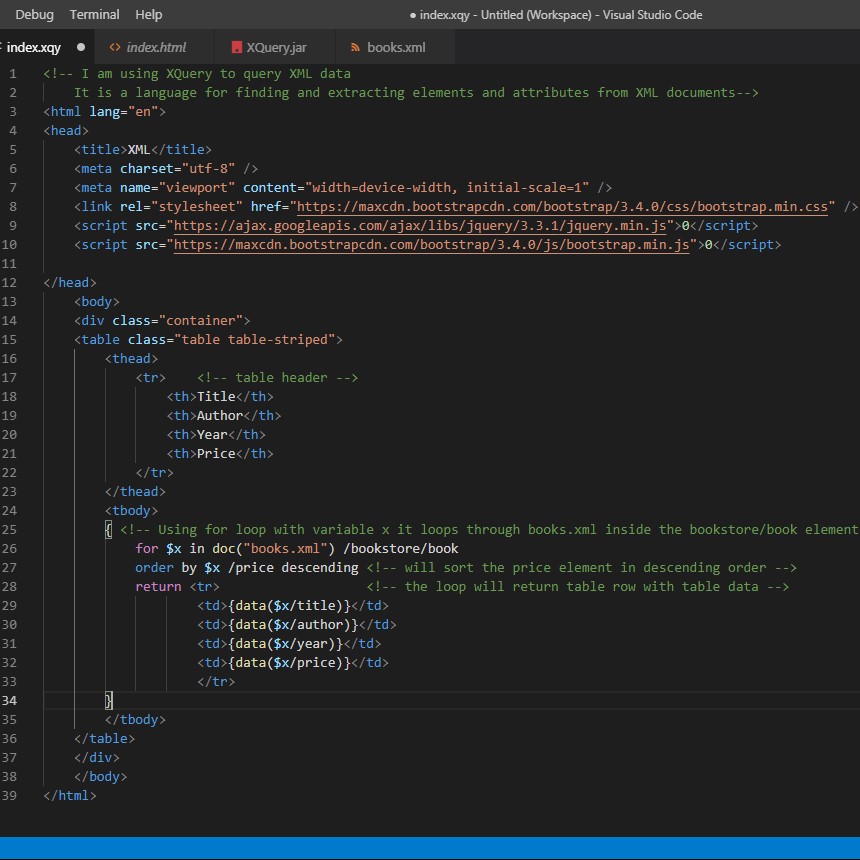 Debug Terminal Help ● index.xqy - Untitled (Workspace) - Visual Studio Code
index.xqy ● <> index.html XQuery.jar books.xml
1 <!-- I am using XQuery to query XML data
2 It is a language for finding and extracting elements and attributes from XML documents-->
3 <html lang="en">
4 <head>
5 <title>XML</title>
6 <meta charset="utf-8" />
7 <meta name="viewport" content="width=device-width, initial-scale=1" />
8 <link rel="stylesheet" href="https://maxcdn.bootstrapcdn.com/bootstrap/3.4.0/css/bootstrap.min.css" />
9 <script src="https://ajax.googleapis.com/ajax/libs/jquery/3.3.1/jquery.min.js">0</script>
10 <script src="https://maxcdn.bootstrapcdn.com/bootstrap/3.4.0/js/bootstrap.min.js">0</script>
11
12 </head>
13 <body>
14 <div class="container">
15 <table class="table table-striped">
16 <thead>
17 <tr> <!-- table header -->
18 <th>Title</th>
19 <th>Author</th>
20 <th>Year</th>
21 <th>Price</th>
22 </tr>
23 </thead>
24 <tbody>
25 { <!-- Using for loop with variable x it loops through books.xml inside the bookstore/book element
26 for $x in doc("books.xml") /bookstore/book
27 order by $x /price descending <!-- will sort the price element in descending order -->
28 return <tr> <!-- the loop will return table row with table data -->
29 <td>{data($x/title)}</td>
30 <td>{data($x/author)}</td>
31 <td>{data($x/year)}</td>
32 <td>{data($x/price)}</td>
33 </tr>
34 }
35 </tbody>
36 </table>
37 </div>
38 </body>
39 </html>